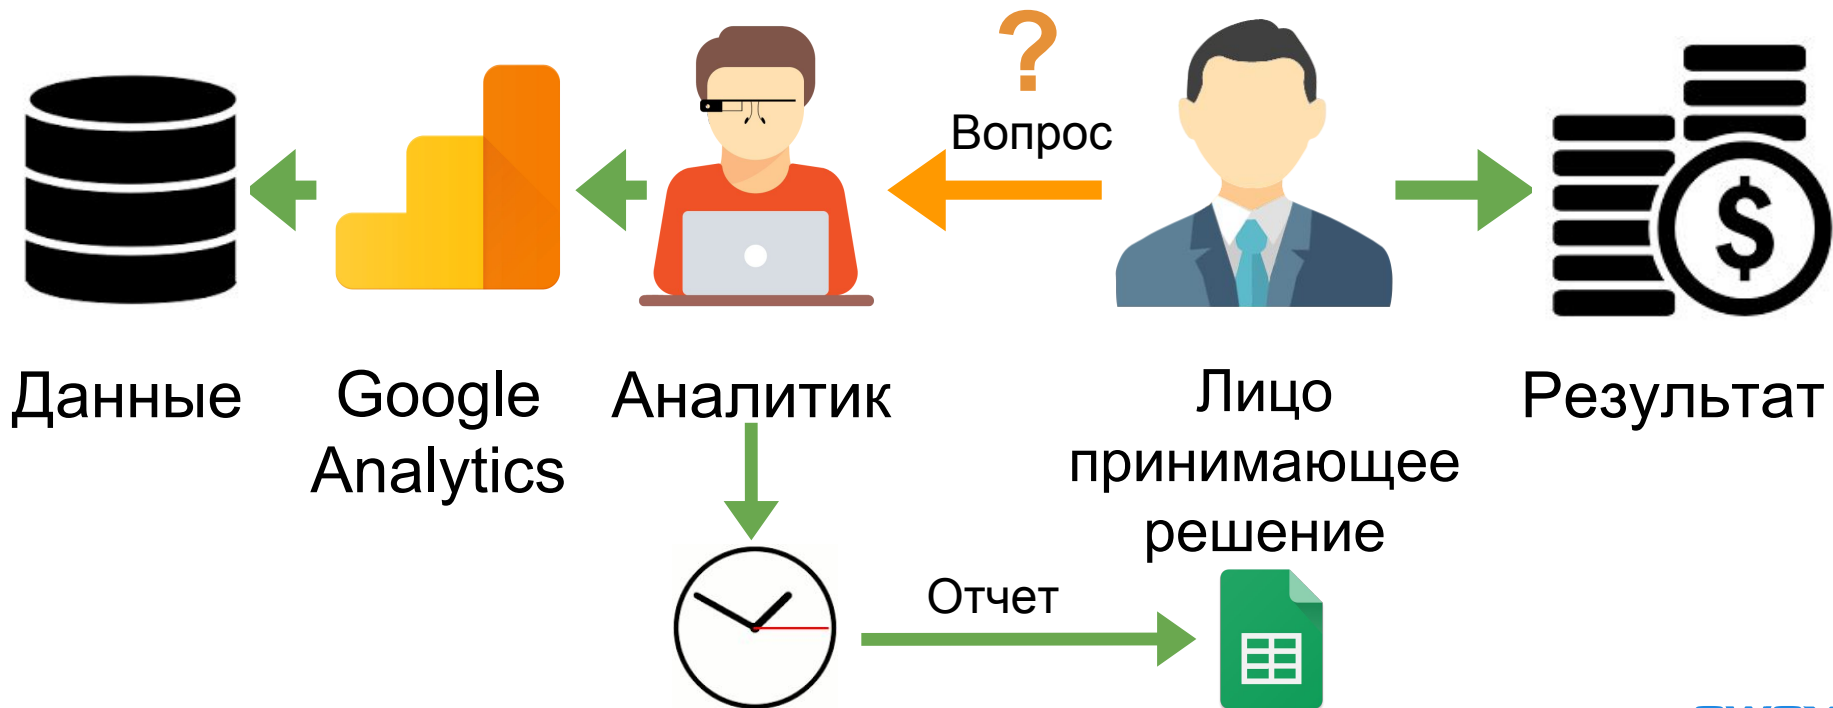 Вопрос
Данные
Google
Analytics
Аналитик
Лицо
принимающее
решение
Результат
Отчет